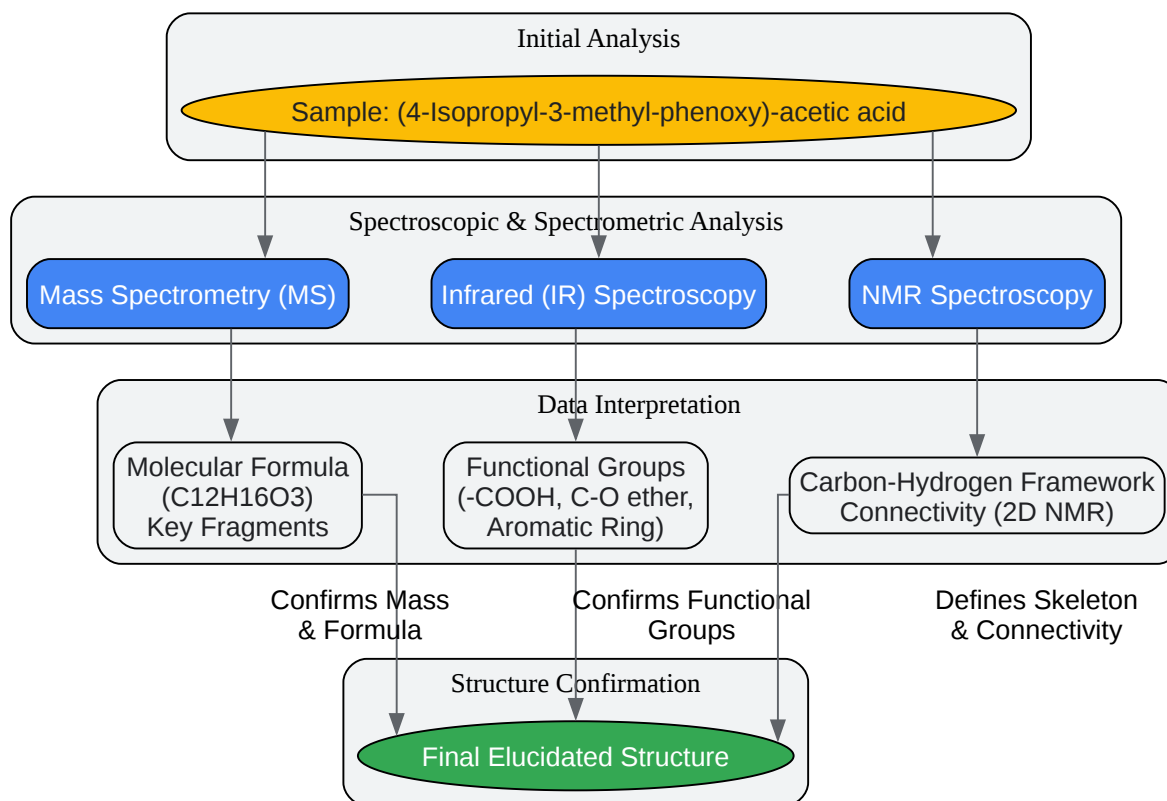 Initial Analysis
Sample: (4-Isopropyl-3-methyl-phenoxy)-acetic acid
Spectroscopic & Spectrometric Analysis
Mass Spectrometry (MS)
Infrared (IR) Spectroscopy
NMR Spectroscopy
Data Interpretation
Molecular Formula
(C12H16O3)
Key Fragments
Functional Groups
(-COOH, C-O ether,
Aromatic Ring)
Carbon-Hydrogen Framework
Connectivity (2D NMR)
Confirms Mass
& Formula
Confirms Functional
Groups
Defines Skeleton
& Connectivity
Structure Confirmation
Final Elucidated Structure